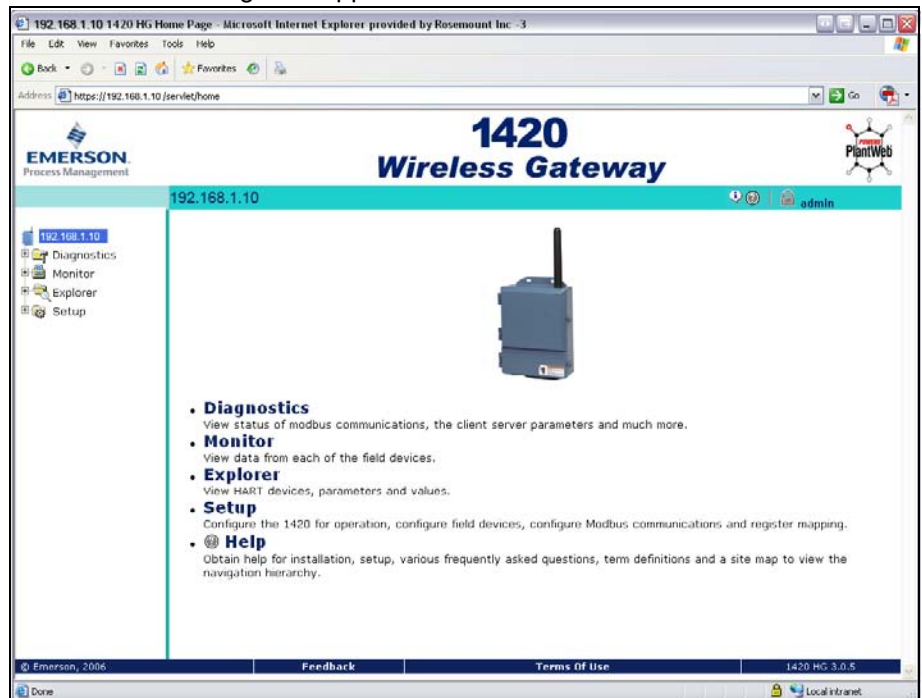 192.168.1.10 1420 HG Home Page - Microsoft Internet Explorer provided by Rosemount Inc -3
File Edit View Favorites Tools Help
Back Favorites
Address https://192.168.1.10/servlet/home Go
EMERSON.
Process Management
1420
Wireless Gateway
POWERED
PlantWeb
192.168.1.10
admin
192.168.1.10
Diagnostics
Monitor
Explorer
Setup
• Diagnostics
View status of modbus communications, the client server parameters and much more.
• Monitor
View data from each of the field devices.
• Explorer
View HART devices, parameters and values.
• Setup
Configure the 1420 for operation, configure field devices, configure Modbus communications and register mapping.
• Help
Obtain help for installation, setup, various frequently asked questions, term definitions and a site map to view the
navigation hierarchy.
© Emerson, 2006 Feedback Terms Of Use 1420 HG 3.0.5
Done Local intranet